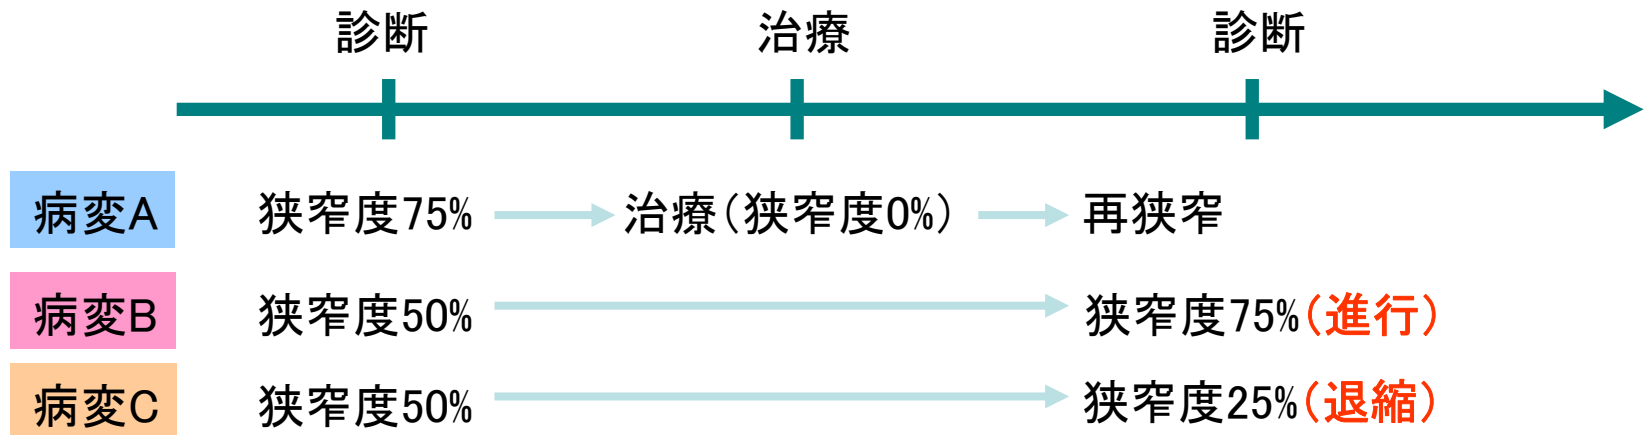 診断 治療 診断
病変A 狭窄度75% 治療(狭窄度0%) 再狭窄
病変B 狭窄度50% 狭窄度75%(進行)
病変C 狭窄度50% 狭窄度25%(退縮)